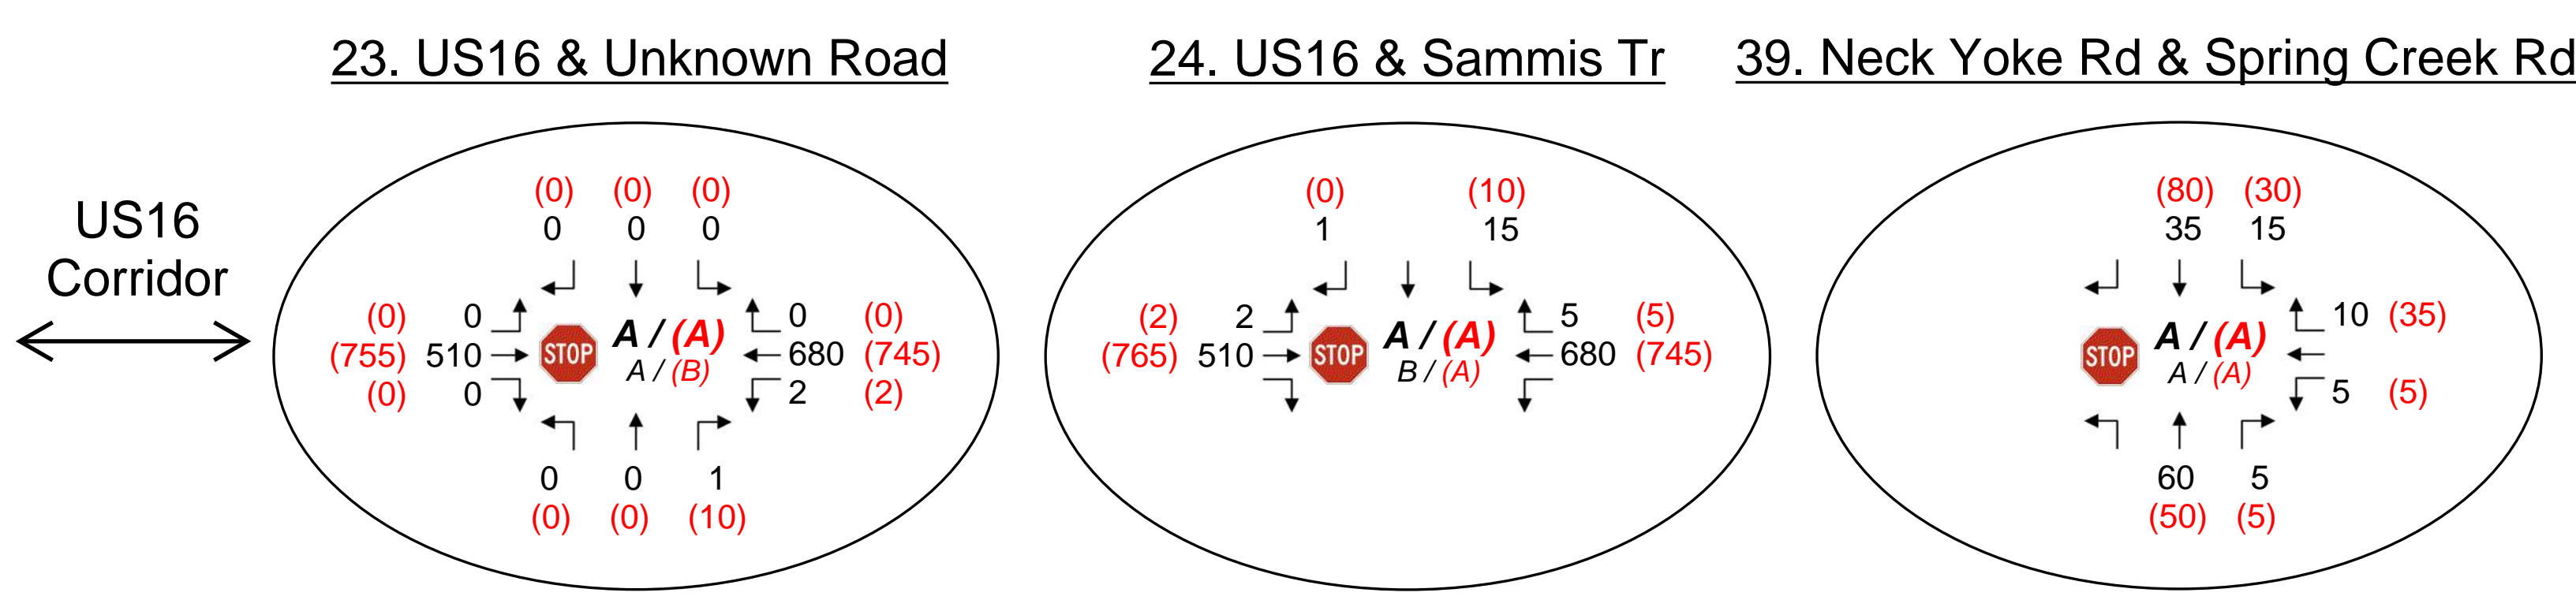 23. US16 & Unknown Road
24. US16 & Sammis Tr
39. Neck Yoke Rd & Spring Creek Rd
US16
Corridor
(0) (0) (0)
0 0 0
(0) 0
(755) 510
(0) 0
STOP
A / (A)
A / (B)
0 (0)
680 (745)
2 (2)
0 0 1
(0) (0) (10)
(0) (10)
1 15
(2) 2
(765) 510
STOP
A / (A)
B / (A)
5 (5)
680 (745)
(80) (30)
35 15
STOP
A / (A)
A / (A)
10 (35)
5 (5)
60 5
(50) (5)